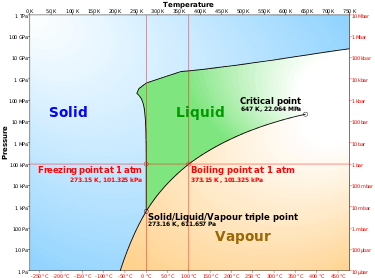 Temperature
0 K 50 K 100 K 150 K 200 K 250 K 300 K 350 K 400 K 450 K 500 K 550 K 600 K 650 K 700 K 750 K
1 TPa 10 Mbar
100 GPa 1 Mbar
10 GPa 100 kbar
1 GPa 10 kbar
100 MPa 1 kbar
10 MPa 100 bar
1 MPa 10 bar
100 kPa 1 bar
10 kPa 100 mbar
1 kPa 10 mbar
100 Pa 1 mbar
10 Pa 100 µbar
1 Pa 10 µbar
Pressure
Solid
Liquid
Critical point
647 K, 22.064 MPa
Freezing point at 1 atm
273.15 K, 101.325 kPa
Boiling point at 1 atm
373.15 K, 101.325 kPa
Solid/Liquid/Vapour triple point
273.16 K, 611.657 Pa
Vapour
-250 °C -200 °C -150 °C -100 °C -50 °C 0 °C 50 °C 100 °C 150 °C 200 °C 250 °C 300 °C 350 °C 400 °C 450 °C